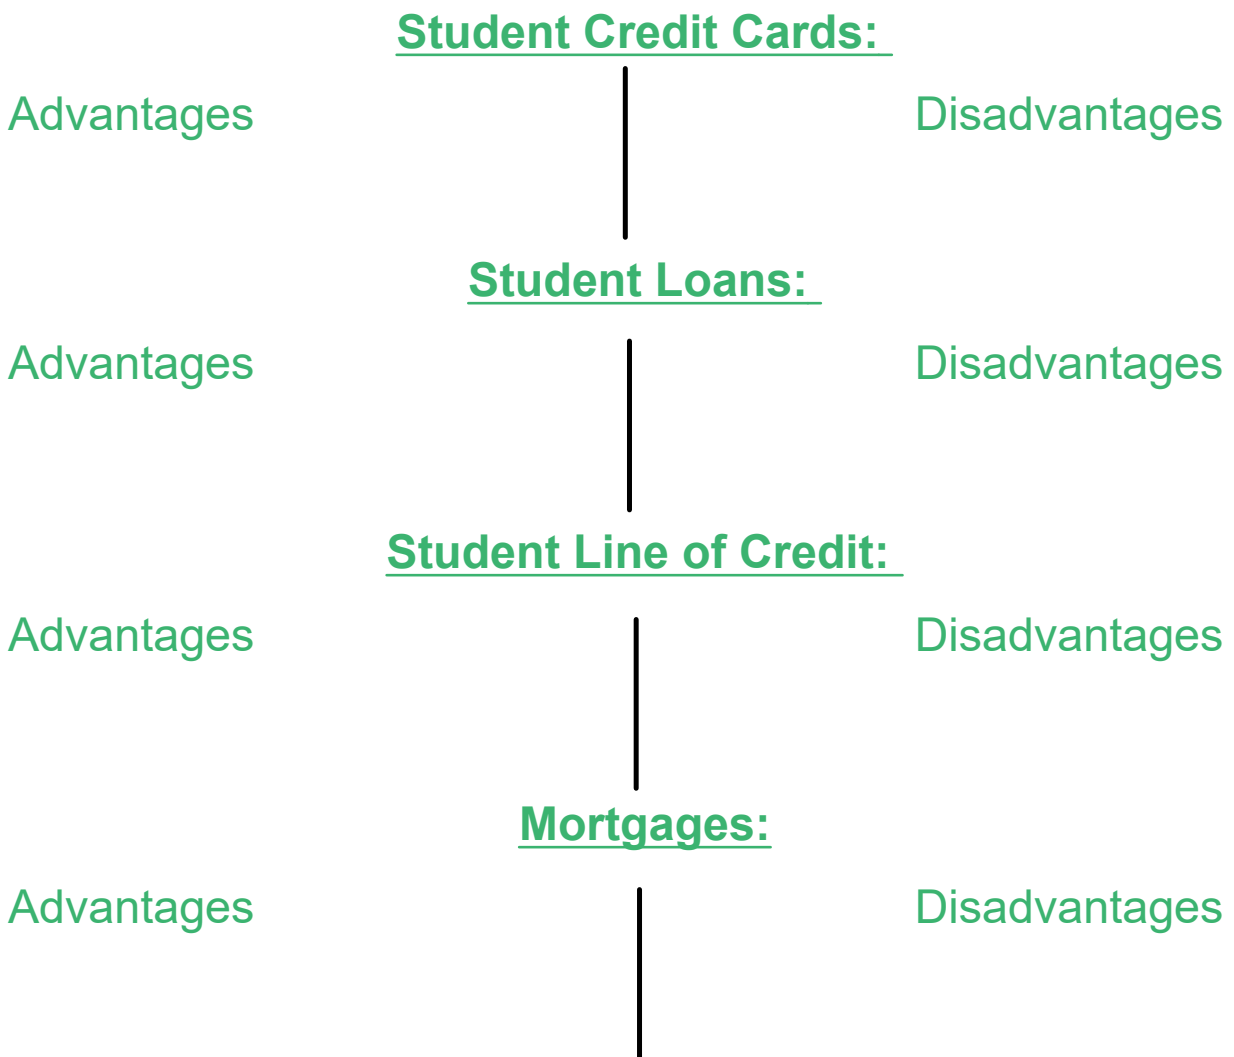 Student Credit Cards:
Advantages Disadvantages
Student Loans:
Advantages Disadvantages
Student Line of Credit:
Advantages Disadvantages
Mortgages:
Advantages Disadvantages